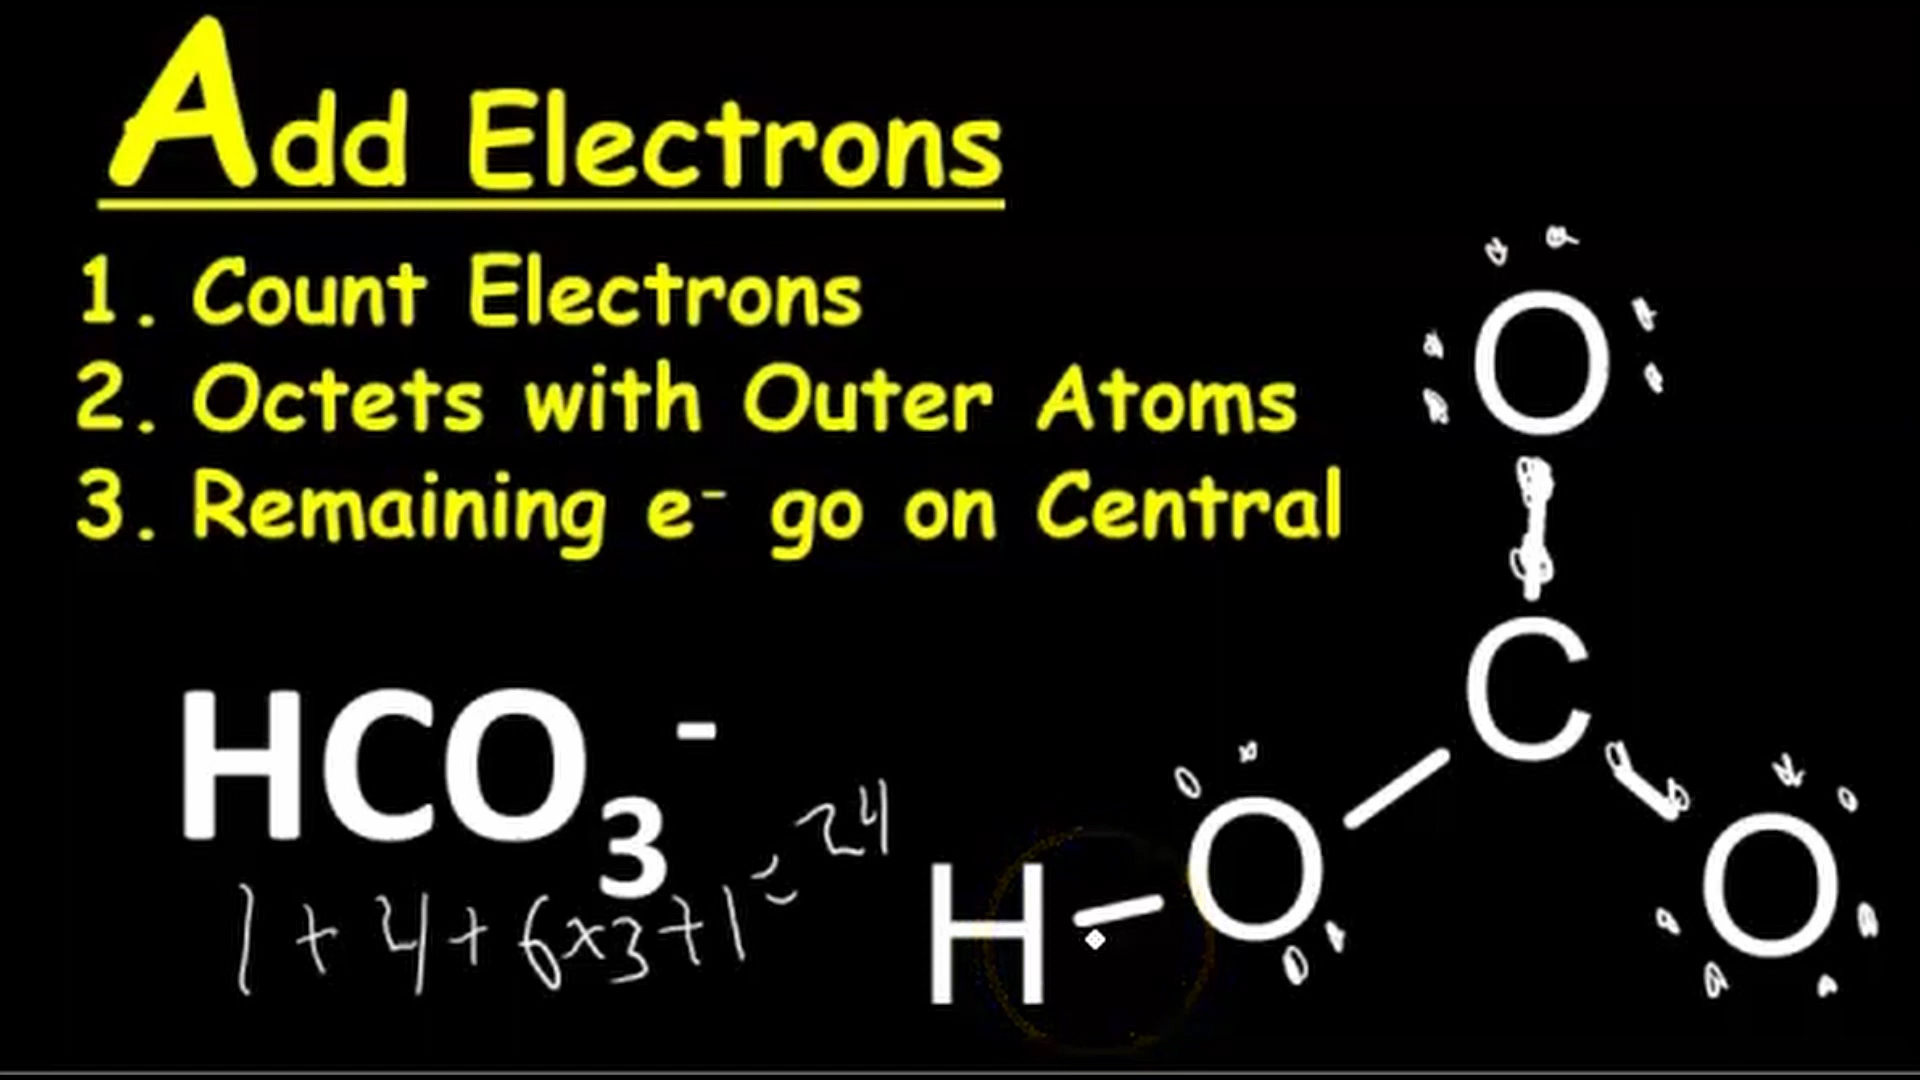 Add Electrons
1. Count Electrons
2. Octets with Outer Atoms
3. Remaining e⁻ go on Central
HCO₃⁻
1 + 4 + 6x3 + 1 = 24
O
C
H O O